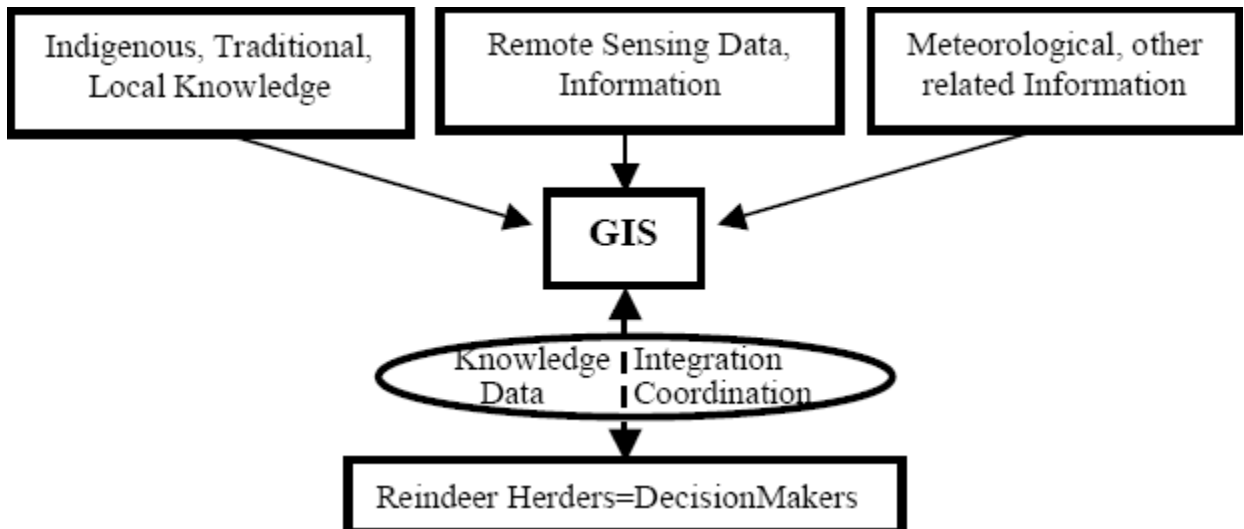 Indigenous, Traditional,
Local Knowledge
Remote Sensing Data,
Information
Meteorological, other
related Information
GIS
Knowledge Integration
Data Coordination
Reindeer Herders=DecisionMakers